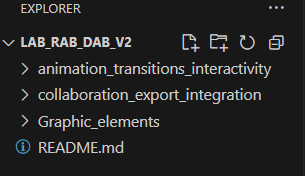 EXPLORER
LAB_RAB_DAB_V2
animation_transitions_interactivity
collaboration_export_integration
Graphic_elements
README.md